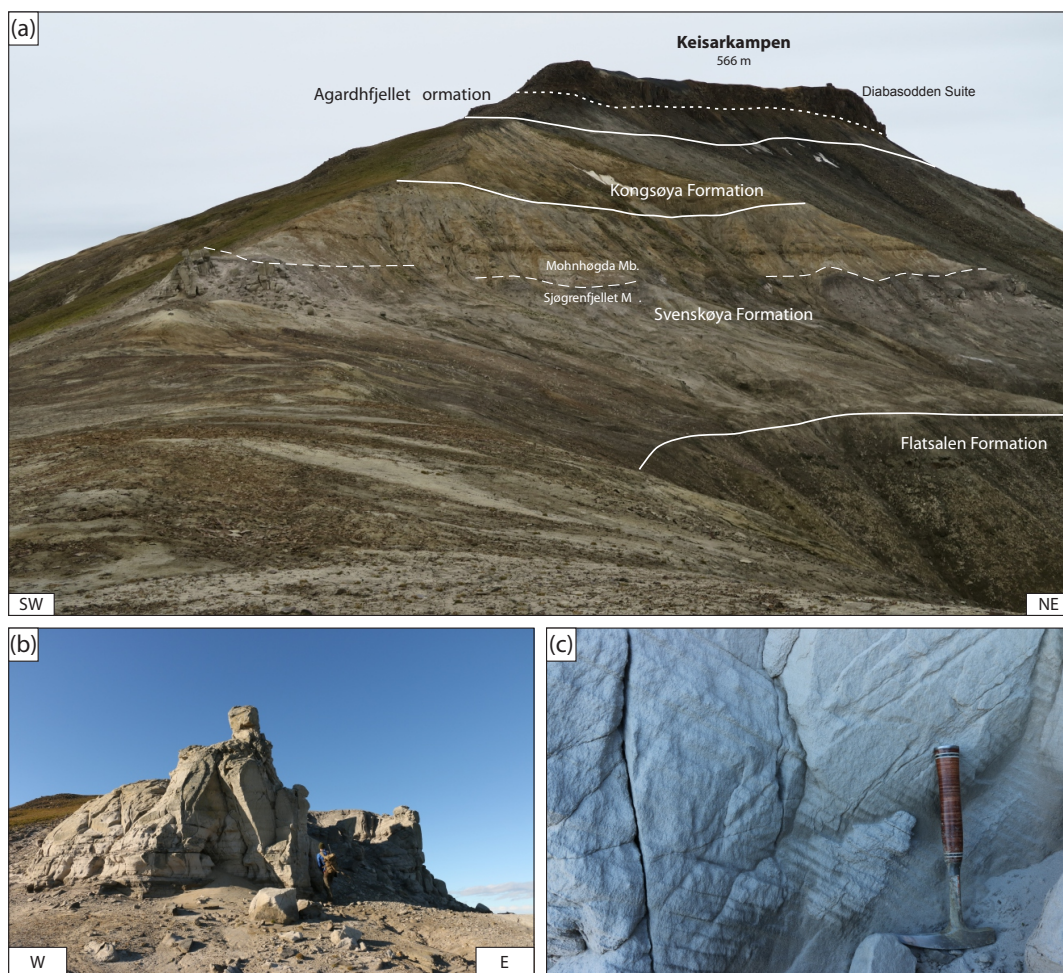 (a)
Keisarkampen
566 m
Agardhfjellet ormation
Diabasodden Suite
Kongsøya Formation
Mohnhøgda Mb.
Sjøgrenfjellet M .
Svenskøya Formation
Flatsalen Formation
SW
NE
(b)
W
E
(c)